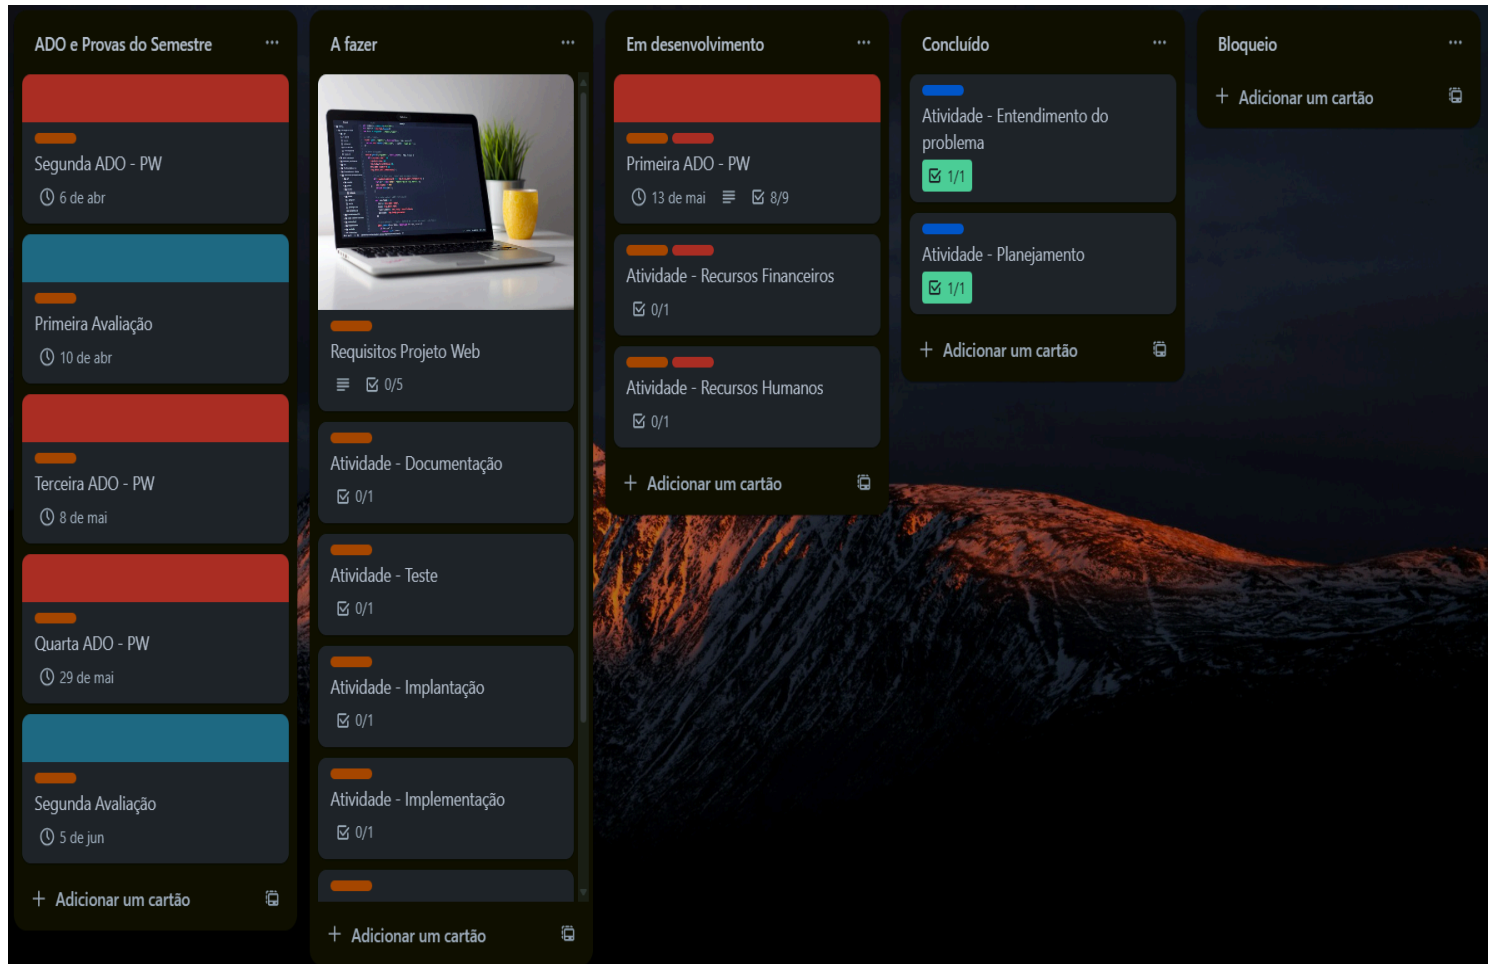 ADO e Provas do Semestre
Segunda ADO - PW
6 de abr
Primeira Avaliação
10 de abr
Terceira ADO - PW
8 de mai
Quarta ADO - PW
29 de mai
Segunda Avaliação
5 de jun
+ Adicionar um cartão
A fazer
Requisitos Projeto Web
0/5
Atividade - Documentação
0/1
Atividade - Teste
0/1
Atividade - Implantação
0/1
Atividade - Implementação
0/1
+ Adicionar um cartão
Em desenvolvimento
Primeira ADO - PW
13 de mai 8/9
Atividade - Recursos Financeiros
0/1
Atividade - Recursos Humanos
0/1
+ Adicionar um cartão
Concluído
Atividade - Entendimento do
problema
1/1
Atividade - Planejamento
1/1
+ Adicionar um cartão
Bloqueio
+ Adicionar um cartão